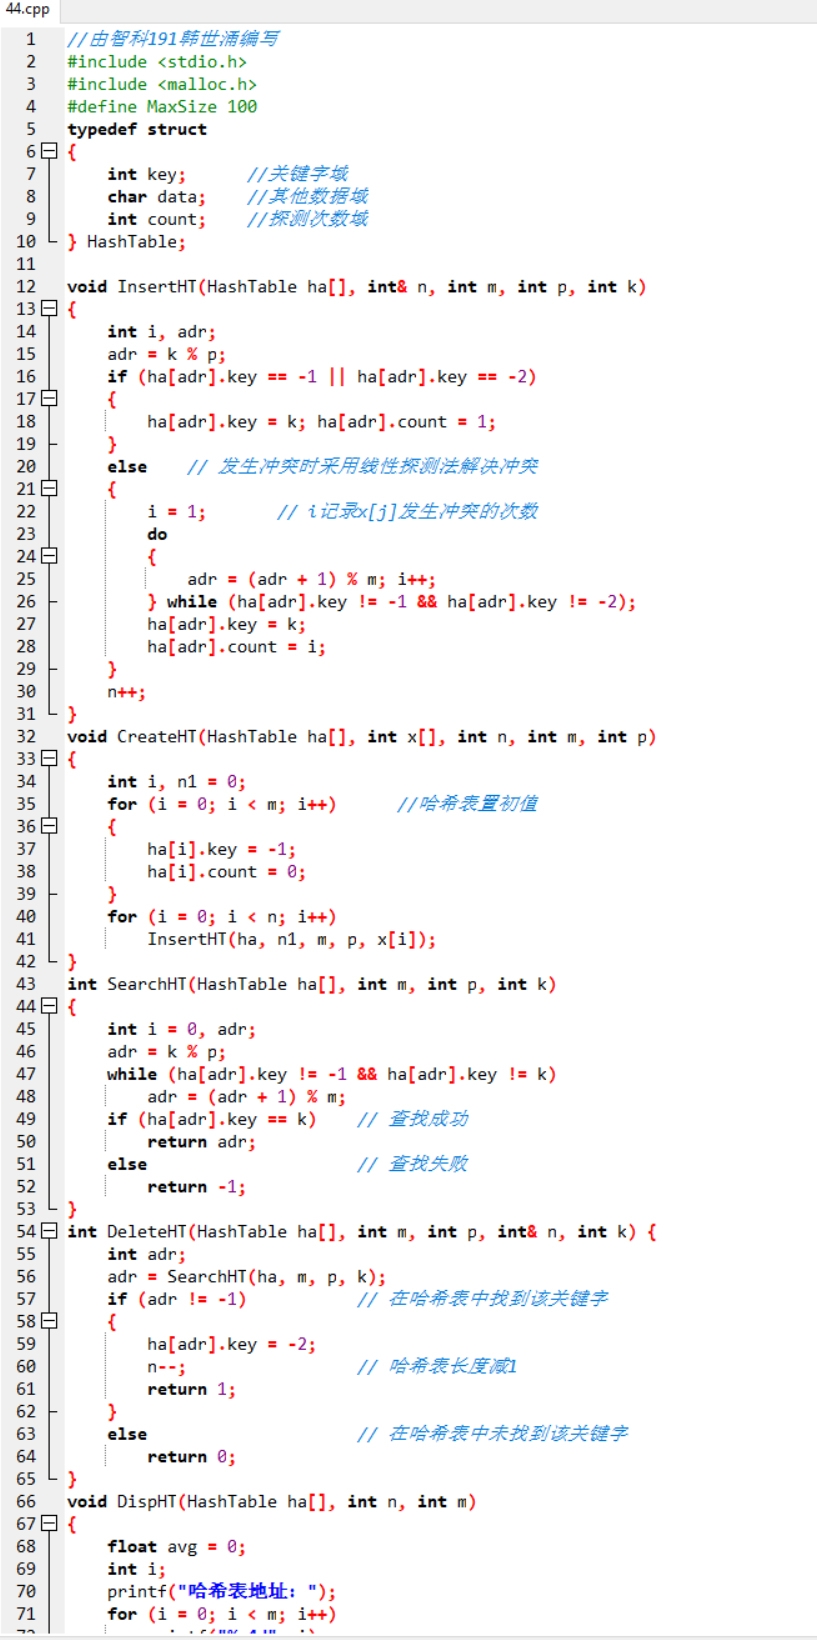 44.cpp
1 //由智科191韩世涌编写
2 #include <stdio.h>
3 #include <malloc.h>
4 #define MaxSize 100
5 typedef struct
6 {
7 int key; //关键字域
8 char data; //其他数据域
9 int count; //探测次数域
10 } HashTable;
11
12 void InsertHT(HashTable ha[], int& n, int m, int p, int k)
13 {
14 int i, adr;
15 adr = k % p;
16 if (ha[adr].key == -1 || ha[adr].key == -2)
17 {
18 ha[adr].key = k; ha[adr].count = 1;
19 }
20 else // 发生冲突时采用线性探测法解决冲突
21 {
22 i = 1; // i记录x[j]发生冲突的次数
23 do
24 {
25 adr = (adr + 1) % m; i++;
26 } while (ha[adr].key != -1 && ha[adr].key != -2);
27 ha[adr].key = k;
28 ha[adr].count = i;
29 }
30 n++;
31 }
32 void CreateHT(HashTable ha[], int x[], int n, int m, int p)
33 {
34 int i, n1 = 0;
35 for (i = 0; i < m; i++) //哈希表置初值
36 {
37 ha[i].key = -1;
38 ha[i].count = 0;
39 }
40 for (i = 0; i < n; i++)
41 InsertHT(ha, n1, m, p, x[i]);
42 }
43 int SearchHT(HashTable ha[], int m, int p, int k)
44 {
45 int i = 0, adr;
46 adr = k % p;
47 while (ha[adr].key != -1 && ha[adr].key != k)
48 adr = (adr + 1) % m;
49 if (ha[adr].key == k) // 查找成功
50 return adr;
51 else // 查找失败
52 return -1;
53 }
54 int DeleteHT(HashTable ha[], int m, int p, int& n, int k) {
55 int adr;
56 adr = SearchHT(ha, m, p, k);
57 if (adr != -1) // 在哈希表中找到该关键字
58 {
59 ha[adr].key = -2;
60 n--; // 哈希表长度减1
61 return 1;
62 }
63 else // 在哈希表中未找到该关键字
64 return 0;
65 }
66 void DispHT(HashTable ha[], int n, int m)
67 {
68 float avg = 0;
69 int i;
70 printf("哈希表地址: ");
71 for (i = 0; i < m; i++)